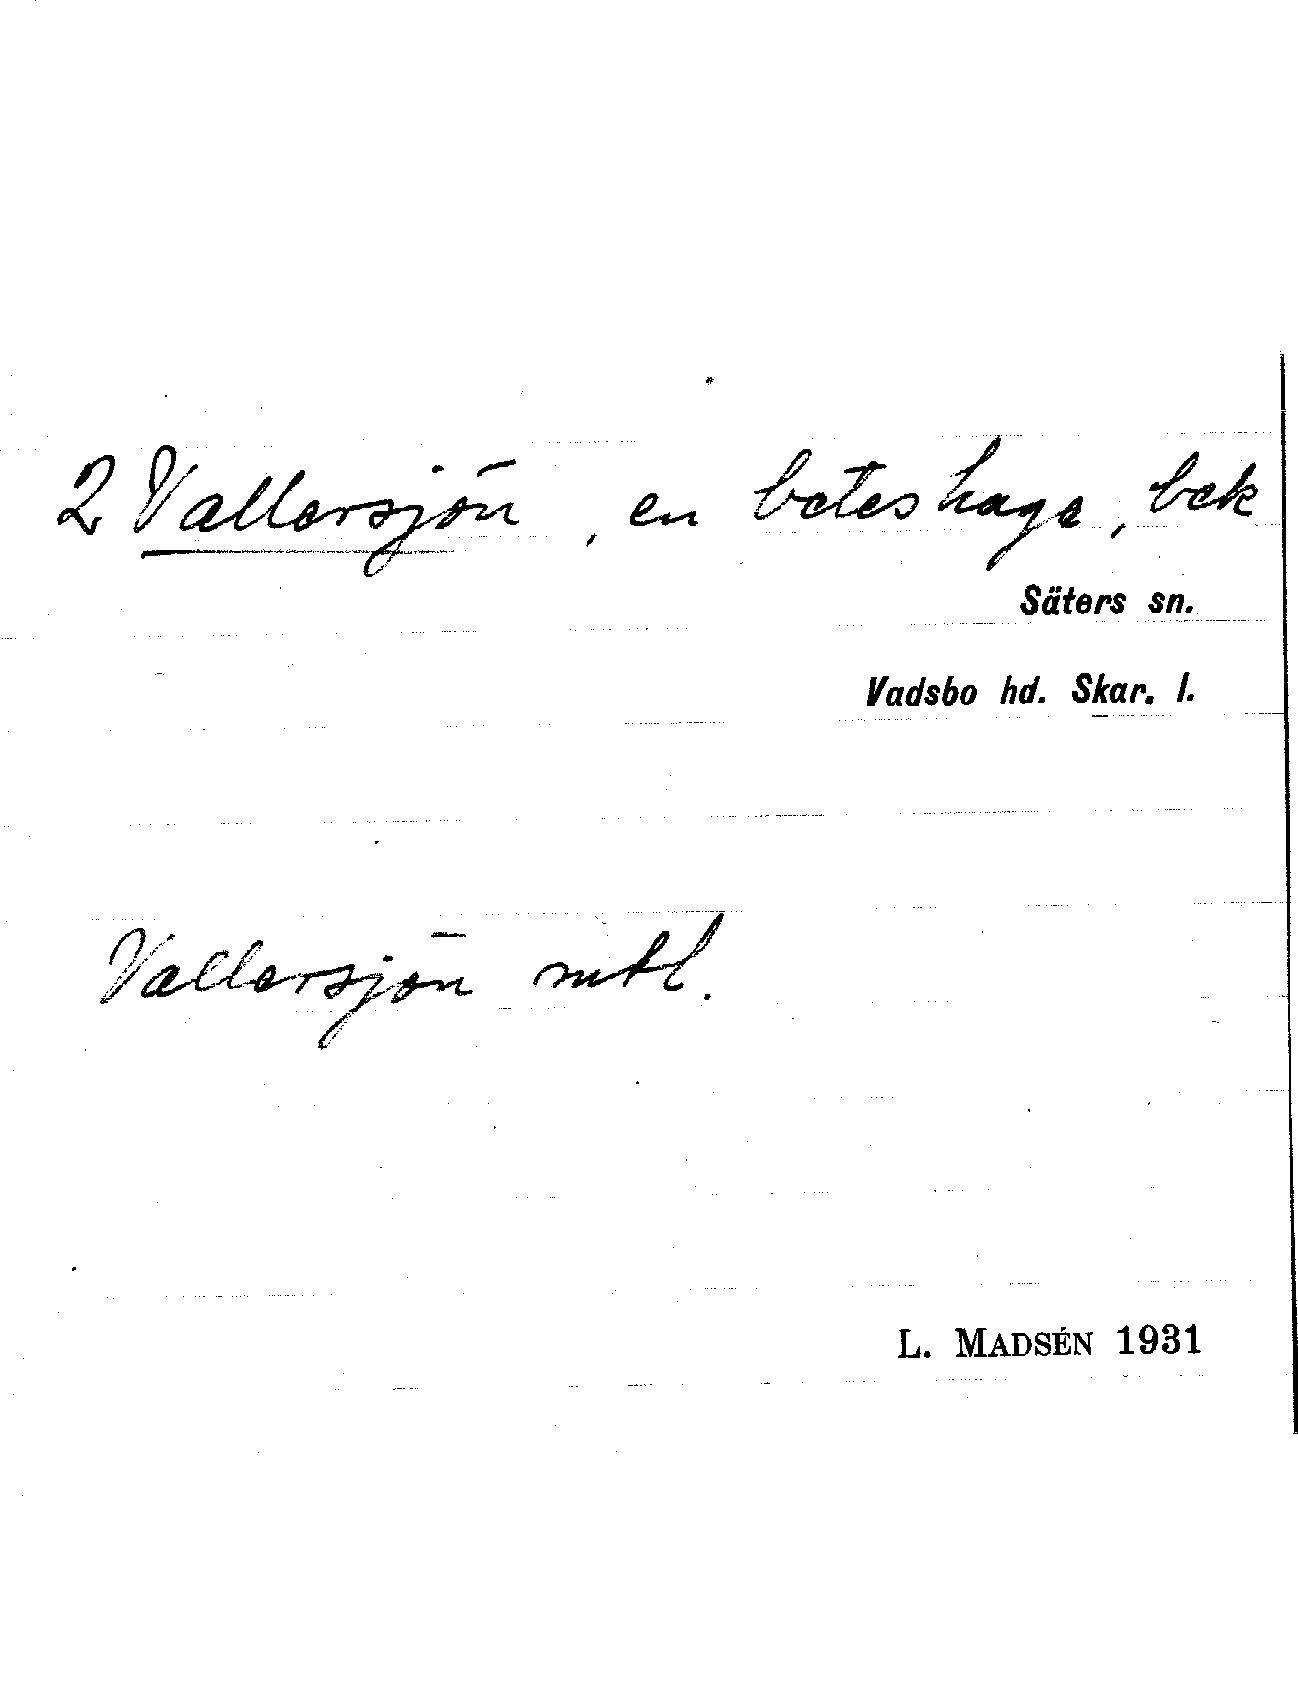 2 Vallersjön, en beteshage, bek
Säters sn.
Vadsbo hd. Skar. l.
Vallersjön mtl.
L. MADSÉN 1931